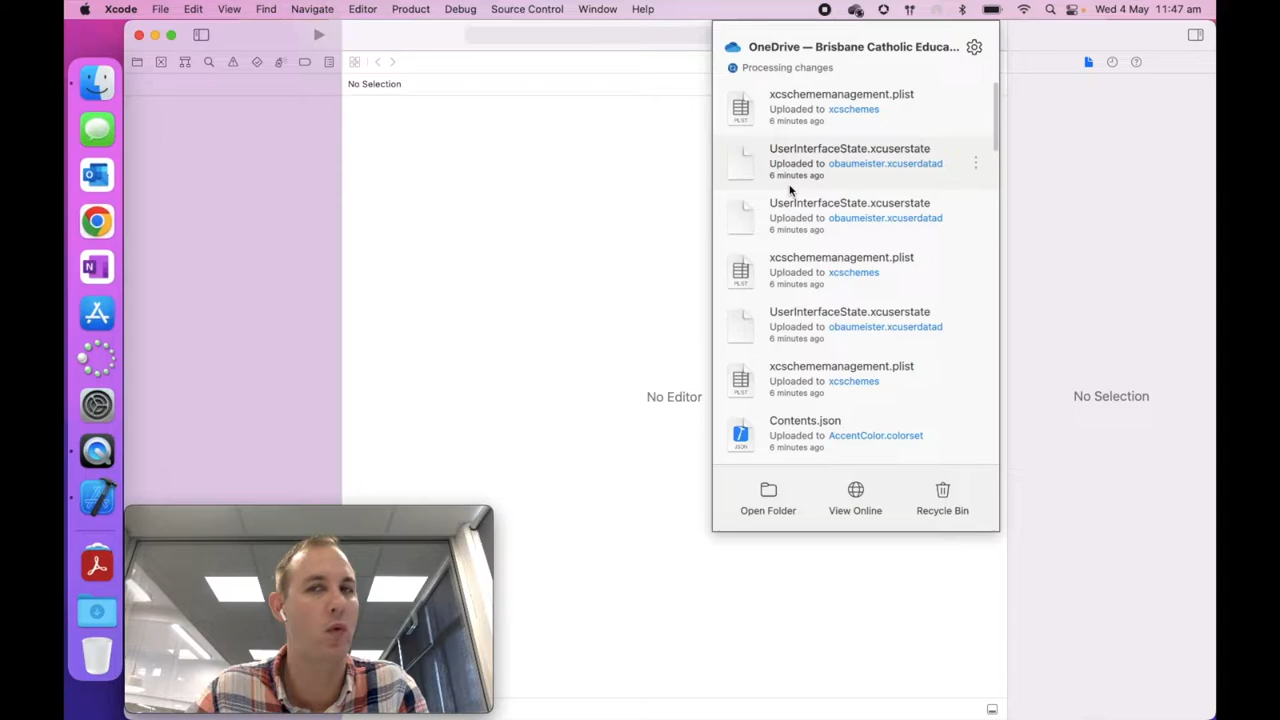 Xcode File Edit View Find Navigate Editor Product Debug Source Control Window Help Wed 4 May 11:47 am
No Selection
OneDrive — Brisbane Catholic Educa...
Processing changes
xcschememanagement.plist
Uploaded to xcschemes
6 minutes ago
PLIST
UserInterfaceState.xcuserstate
Uploaded to obaumeister.xcuserdatad
6 minutes ago
UserInterfaceState.xcuserstate
Uploaded to obaumeister.xcuserdatad
6 minutes ago
xcschememanagement.plist
Uploaded to xcschemes
6 minutes ago
PLIST
UserInterfaceState.xcuserstate
Uploaded to obaumeister.xcuserdatad
6 minutes ago
xcschememanagement.plist
Uploaded to xcschemes
6 minutes ago
PLIST
Contents.json
Uploaded to AccentColor.colorset
6 minutes ago
JSON
No Editor
No Selection
Open Folder View Online Recycle Bin